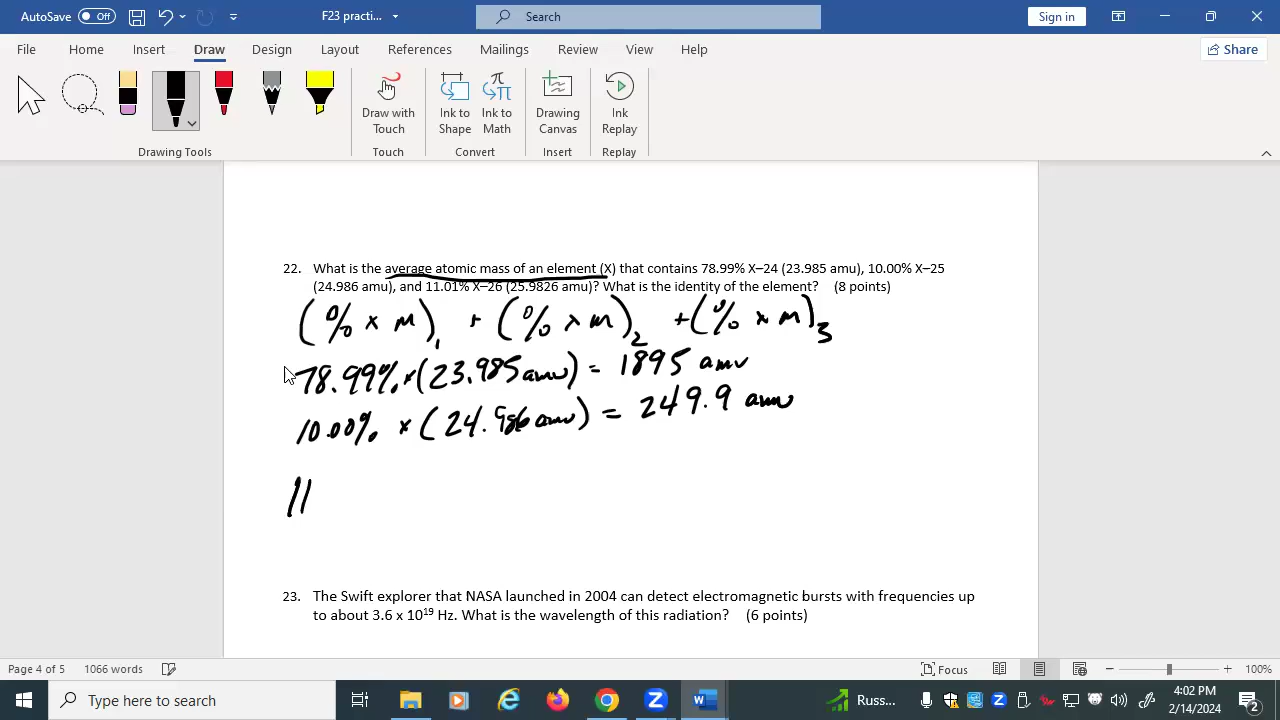 AutoSave Off F23 practi... Search Sign in
File Home Insert Draw Design Layout References Mailings Review View Help Share
Draw with Touch Ink to Shape Ink to Math Drawing Canvas Ink Replay
Drawing Tools Touch Convert Insert Replay
22. What is the average atomic mass of an element (X) that contains 78.99% X–24 (23.985 amu), 10.00% X–25
(24.986 amu), and 11.01% X–26 (25.9826 amu)? What is the identity of the element? (8 points)
(% x m)1 + (% x m)2 + (% x m)3
78.99% x (23.985 amu) = 1895 amu
10.00% x (24.986 amu) = 249.9 amu
11
23. The Swift explorer that NASA launched in 2004 can detect electromagnetic bursts with frequencies up
to about 3.6 x 10¹⁹ Hz. What is the wavelength of this radiation? (6 points)
Page 4 of 5 1066 words Focus 100%
Type here to search Russ... 4:02 PM
2/14/2024 2